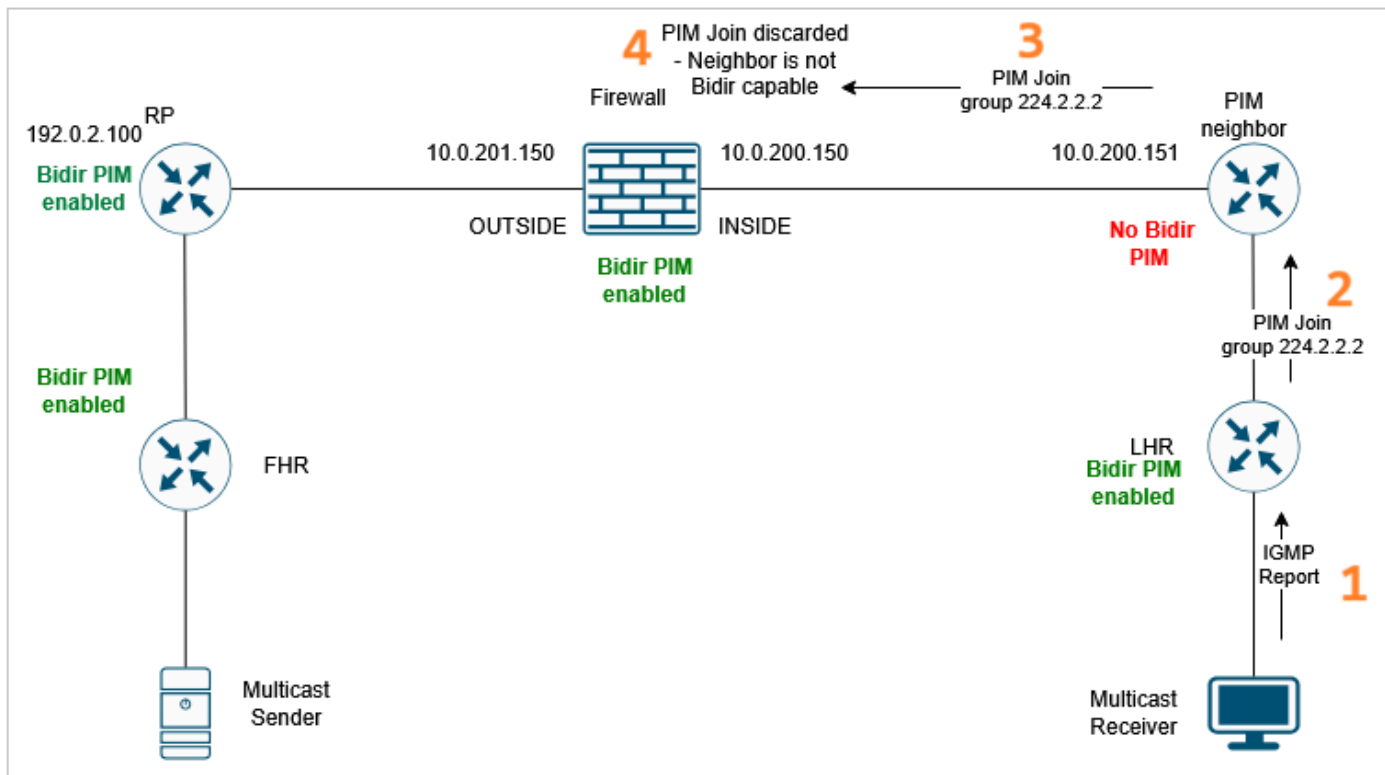 4
PIM Join discarded
- Neighbor is not
Bidir capable
3
PIM Join
group 224.2.2.2
Firewall
PIM
neighbor
RP
192.0.2.100
Bidir PIM
enabled
10.0.201.150
10.0.200.150
10.0.200.151
OUTSIDE
INSIDE
No Bidir
PIM
Bidir PIM
enabled
2
PIM Join
group 224.2.2.2
Bidir PIM
enabled
FHR
LHR
Bidir PIM
enabled
IGMP
Report
1
Multicast
Sender
Multicast
Receiver